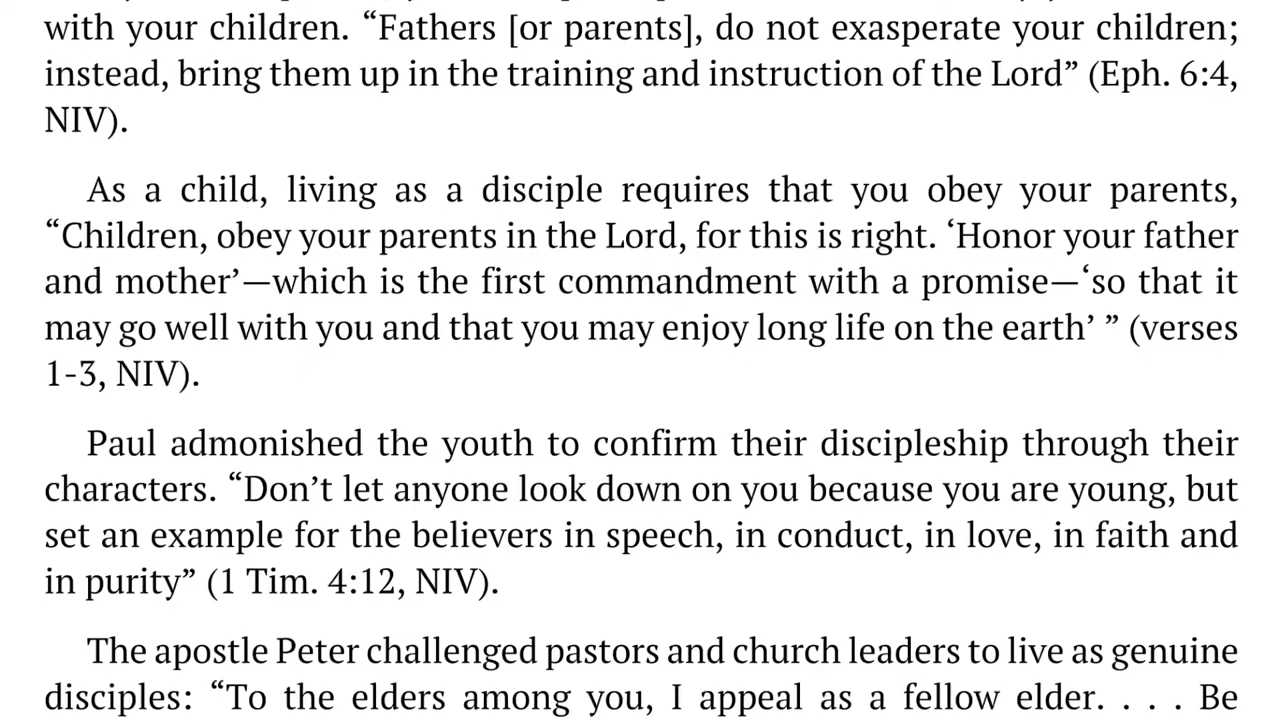 with your children. “Fathers [or parents], do not exasperate your children;
instead, bring them up in the training and instruction of the Lord” (Eph. 6:4,
NIV).
As a child, living as a disciple requires that you obey your parents,
“Children, obey your parents in the Lord, for this is right. ‘Honor your father
and mother’—which is the first commandment with a promise—‘so that it
may go well with you and that you may enjoy long life on the earth’ ” (verses
1-3, NIV).
Paul admonished the youth to confirm their discipleship through their
characters. “Don’t let anyone look down on you because you are young, but
set an example for the believers in speech, in conduct, in love, in faith and
in purity” (1 Tim. 4:12, NIV).
The apostle Peter challenged pastors and church leaders to live as genuine
disciples: “To the elders among you, I appeal as a fellow elder. . . . Be